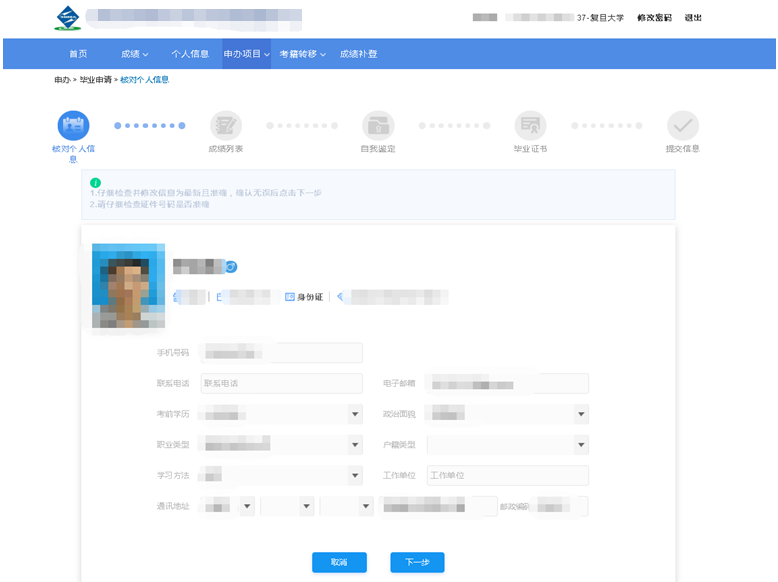 37-复旦大学 修改密码 退出
首页 成绩 个人信息 申办项目 考籍转移 成绩补登
申办 > 毕业申请 > 核对个人信息
核对个人信息 成绩列表 自我鉴定 毕业证书 提交信息
1.仔细检查并修改信息为最新且准确，确认无误后点击下一步
2.请仔细检查证件号码是否准确
身份证
手机号码
联系电话 联系电话 电子邮箱
考前学历 政治面貌
职业类型 户籍类型
学习方法 工作单位 工作单位
通讯地址 邮政编码
取消 下一步